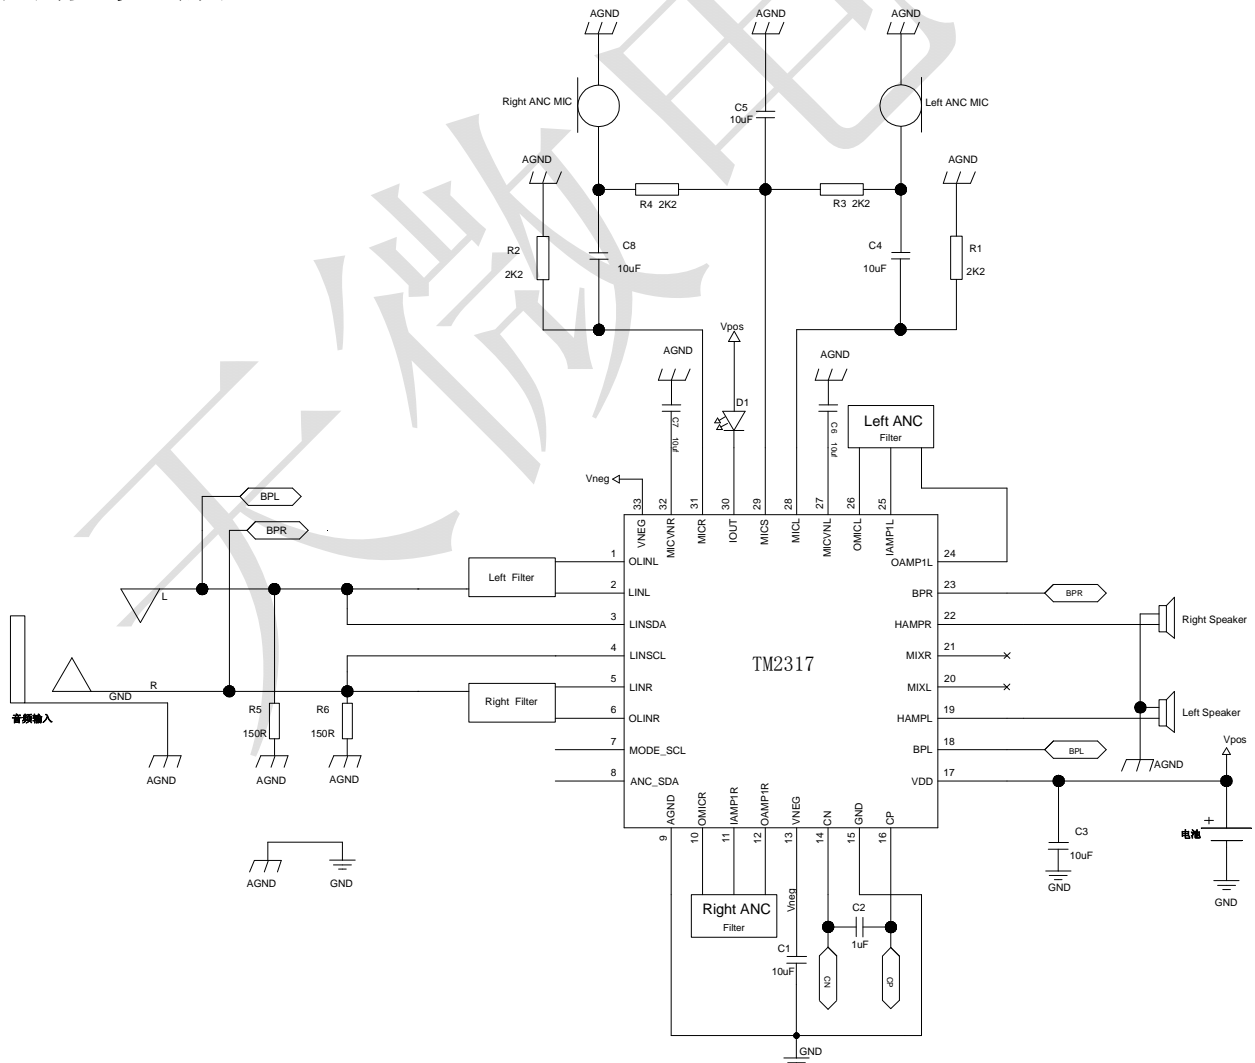 AGND
AGND
AGND
Right ANC MIC
C5
10uF
Left ANC MIC
AGND
AGND
R4 2K2
R3 2K2
R2
2K2
C8
10uF
C4
10uF
R1
2K2
Vpos
AGND
AGND
D1
C7 10uf
C6 10uf
Left ANC
Filter
Vneg
BPL
BPR
33
32
31
30
29
28
27
26
25
VNEG
MICVNR
MICR
IOUT
MICS
MICL
MICVNL
OMICL
IAMP1L
1
OLINL
OAMP1L
24
Left Filter
2
LINL
BPR
23
BPR
L
3
LINSDA
HAMPR
22
Right Speaker
4
LINSCL
MIXR
21
TM2317
R
GND
5
LINR
MIXL
20
Right Filter
6
OLINR
HAMPL
19
Left Speaker
音频输入
R5
150R
R6
150R
7
MODE_SCL
BPL
18
BPL
Vpos
AGND
AGND
AGND
AGND
8
ANC_SDA
VDD
17
AGND
OMICR
IAMP1R
OAMP1R
VNEG
CN
GND
CP
9
10
11
12
13
14
15
16
C3
10uF
电池
+
GND
GND
AGND
GND
Right ANC
Filter
Vneg
C2
1uF
C1
10uF
CN
CP
GND
天微电